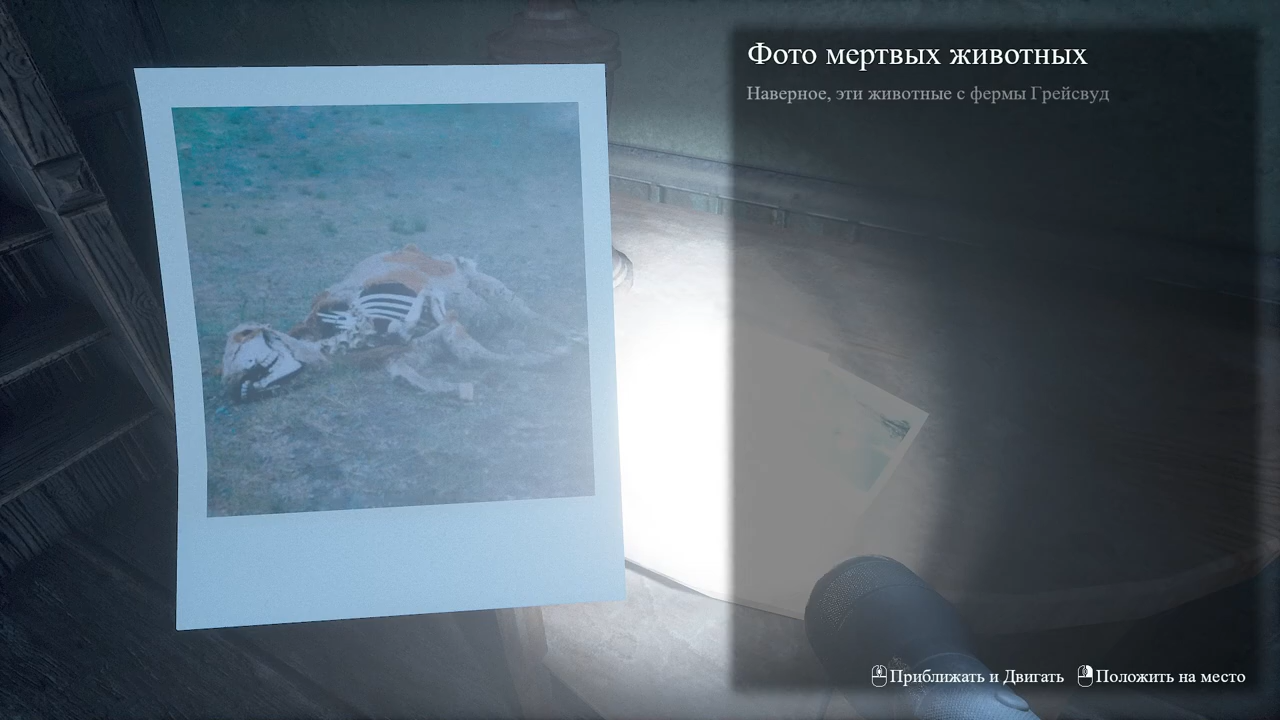 Фото мертвых животных
Наверное, эти животные с фермы Грейсвуд
Приближать и Двигать Положить на место